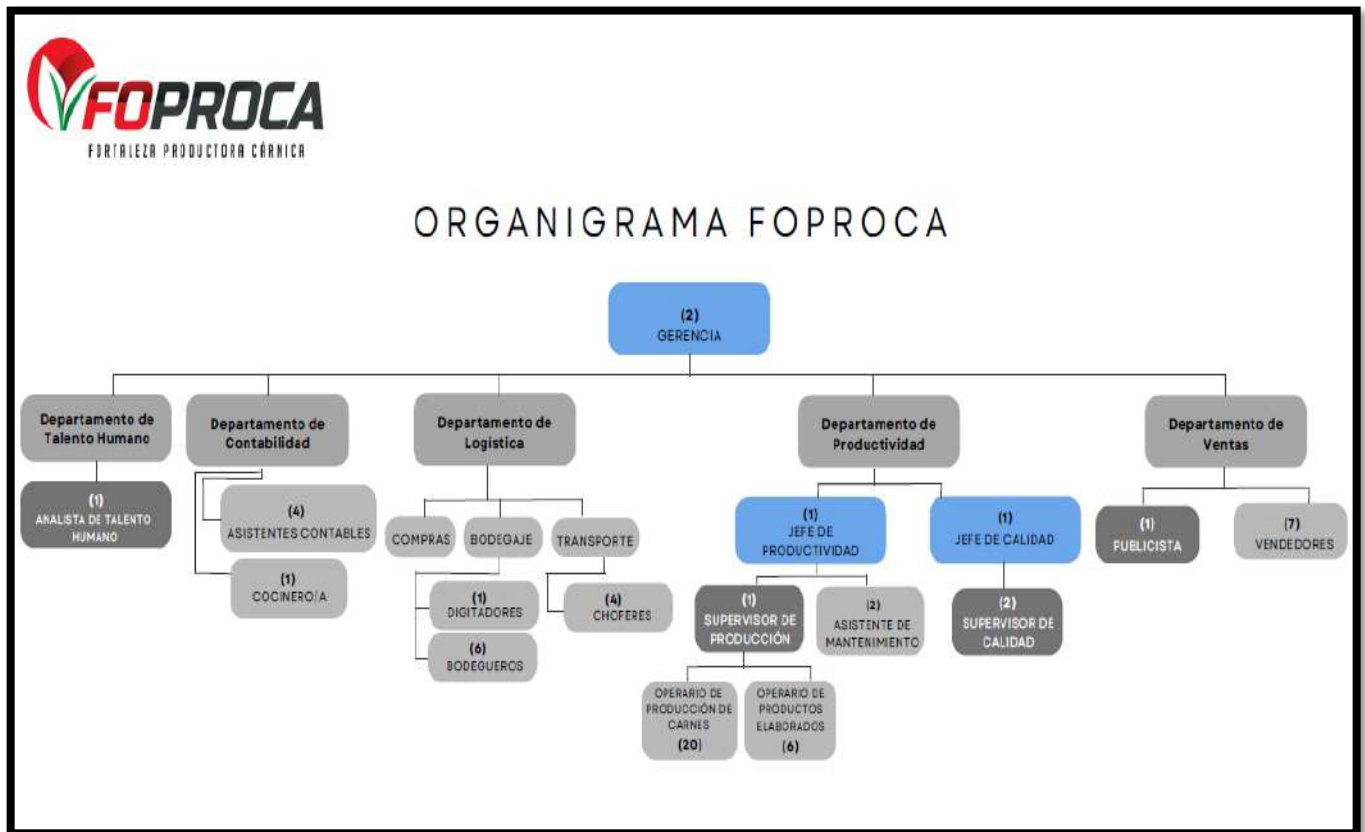 FOPROCA
FORTALEZA PRODUCTORA CÁRNICA
ORGANIGRAMA FOPROCA
(2)
GERENCIA
Departamento de
Talento Humano
(1)
ANALISTA DE TALENTO
HUMANO
Departamento de
Contabilidad
(4)
ASISTENTES CONTABLES
(1)
COCINERO/A
Departamento de
Logística
COMPRAS
BODEGAJE
TRANSPORTE
(1)
DIGITADORES
(6)
BODEGUEROS
(4)
CHOFERES
Departamento de
Productividad
(1)
JEFE DE
PRODUCTIVIDAD
(1)
JEFE DE CALIDAD
(1)
SUPERVISOR DE
PRODUCCIÓN
(2)
ASISTENTE DE
MANTENIMIENTO
(2)
SUPERVISOR DE
CALIDAD
OPERARIO DE
PRODUCCIÓN DE
CARNES
(20)
OPERARIO DE
PRODUCTOS
ELABORADOS
(6)
Departamento de
Ventas
(1)
PUBLICISTA
(7)
VENDEDORES